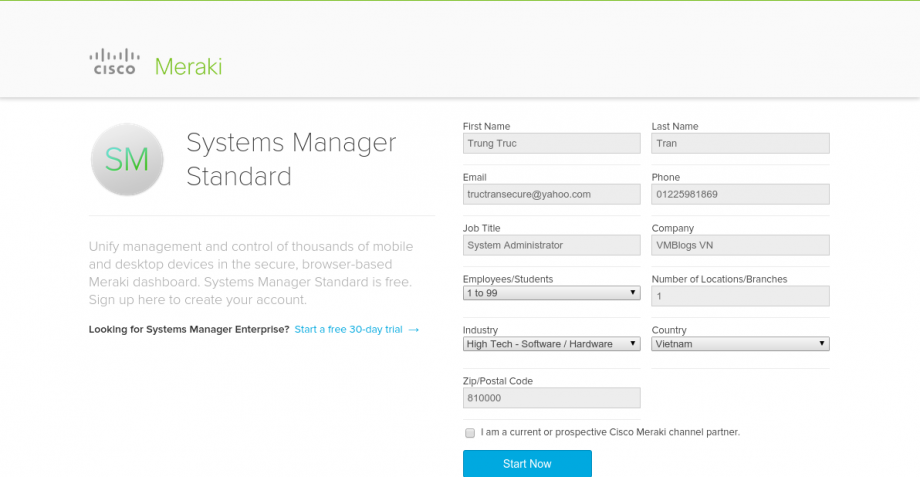 CISCO Meraki
SM
Systems Manager
Standard
Unify management and control of thousands of mobile
and desktop devices in the secure, browser-based
Meraki dashboard. Systems Manager Standard is free.
Sign up here to create your account.
Looking for Systems Manager Enterprise? Start a free 30-day trial →
First Name Last Name
Trung Truc Tran
Email Phone
tructransecure@yahoo.com 01225981869
Job Title Company
System Administrator VMBlogs VN
Employees/Students Number of Locations/Branches
1 to 99 1
Industry Country
High Tech - Software / Hardware Vietnam
Zip/Postal Code
810000
I am a current or prospective Cisco Meraki channel partner.
Start Now